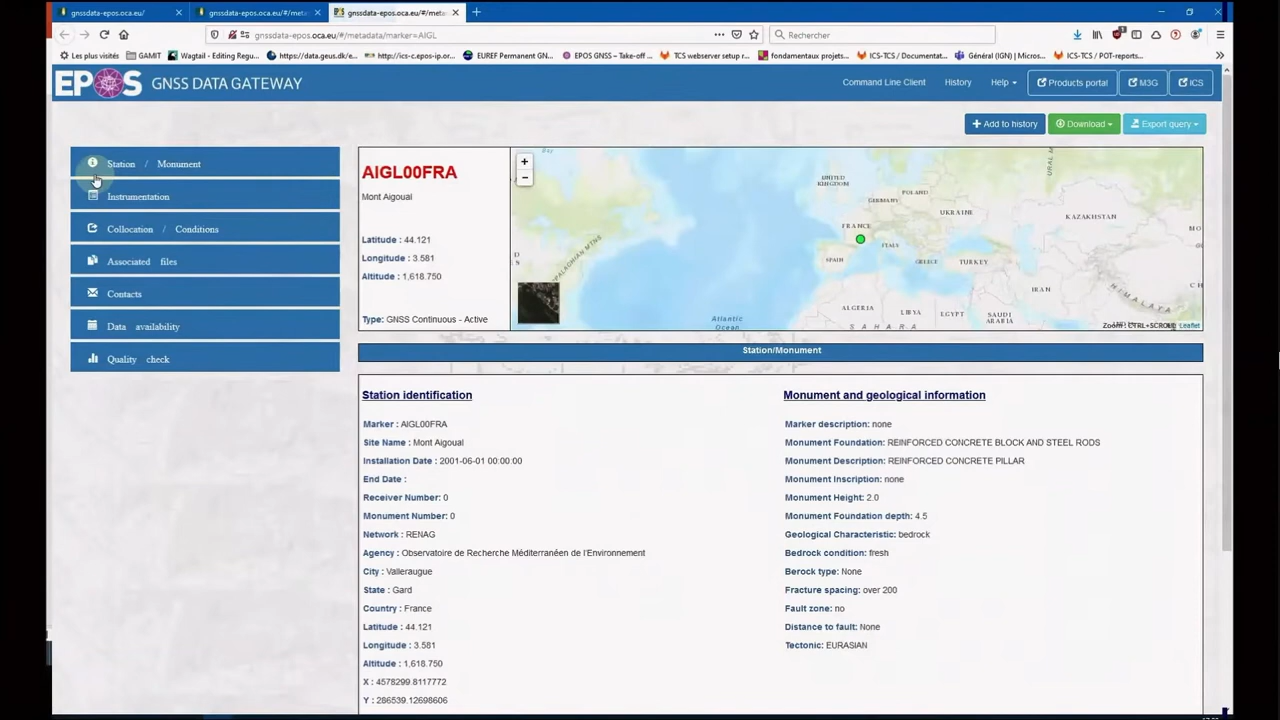 gnssdata-epos.oca.eu/
gnssdata-epos.oca.eu/#/metadata
gnssdata-epos.oca.eu/#/metadata
gnssdata-epos.oca.eu/#/metadata/marker=AIGL
Rechercher
Les plus visités
GAMIT
Wagtail - Editing Regu...
https://data.geus.dk/e...
http://ics-c.epos-ip.or...
EUREF Permanent GN...
EPOS GNSS – Take-off ...
TCS webserver setup r...
fondamentaux projets...
ICS-TCS / Documentat...
Général (IGN) | Micros...
ICS-TCS / POT-reports...
EPOS GNSS DATA GATEWAY
Command Line Client
History
Help
Products portal
M3G
ICS
+ Add to history
Download
Export query
Station / Monument
Instrumentation
Collocation / Conditions
Associated files
Contacts
Data availability
Quality check
AIGL00FRA
Mont Aigoual
Latitude : 44.121
Longitude : 3.581
Altitude : 1,618.750
Type: GNSS Continuous - Active
+
−
UNITED
KINGDOM
POLAND
GERMANY
UKRAINE
KAZAKHSTAN
FRANCE
ITALY
SPAIN
GREECE
TURKEY
IRAN
ALGERIA
LIBYA
EGYPT
SAUDI
ARABIA
SAHARA
HIMALAYA
APPALACHIAN MTNS
URAL
Atlantic
Ocean
Zoom : CTRL+SCROLL
Leaflet
Station/Monument
Station identification
Marker : AIGL00FRA
Site Name : Mont Aigoual
Installation Date : 2001-06-01 00:00:00
End Date :
Receiver Number: 0
Monument Number: 0
Network : RENAG
Agency : Observatoire de Recherche Méditerranéen de l'Environnement
City : Valleraugue
State : Gard
Country : France
Latitude : 44.121
Longitude : 3.581
Altitude : 1,618.750
X : 4578299.8117772
Y : 286539.12698606
Monument and geological information
Marker description: none
Monument Foundation: REINFORCED CONCRETE BLOCK AND STEEL RODS
Monument Description: REINFORCED CONCRETE PILLAR
Monument Inscription: none
Monument Height: 2.0
Monument Foundation depth: 4.5
Geological Characteristic: bedrock
Bedrock condition: fresh
Berock type: None
Fracture spacing: over 200
Fault zone: no
Distance to fault: None
Tectonic: EURASIAN